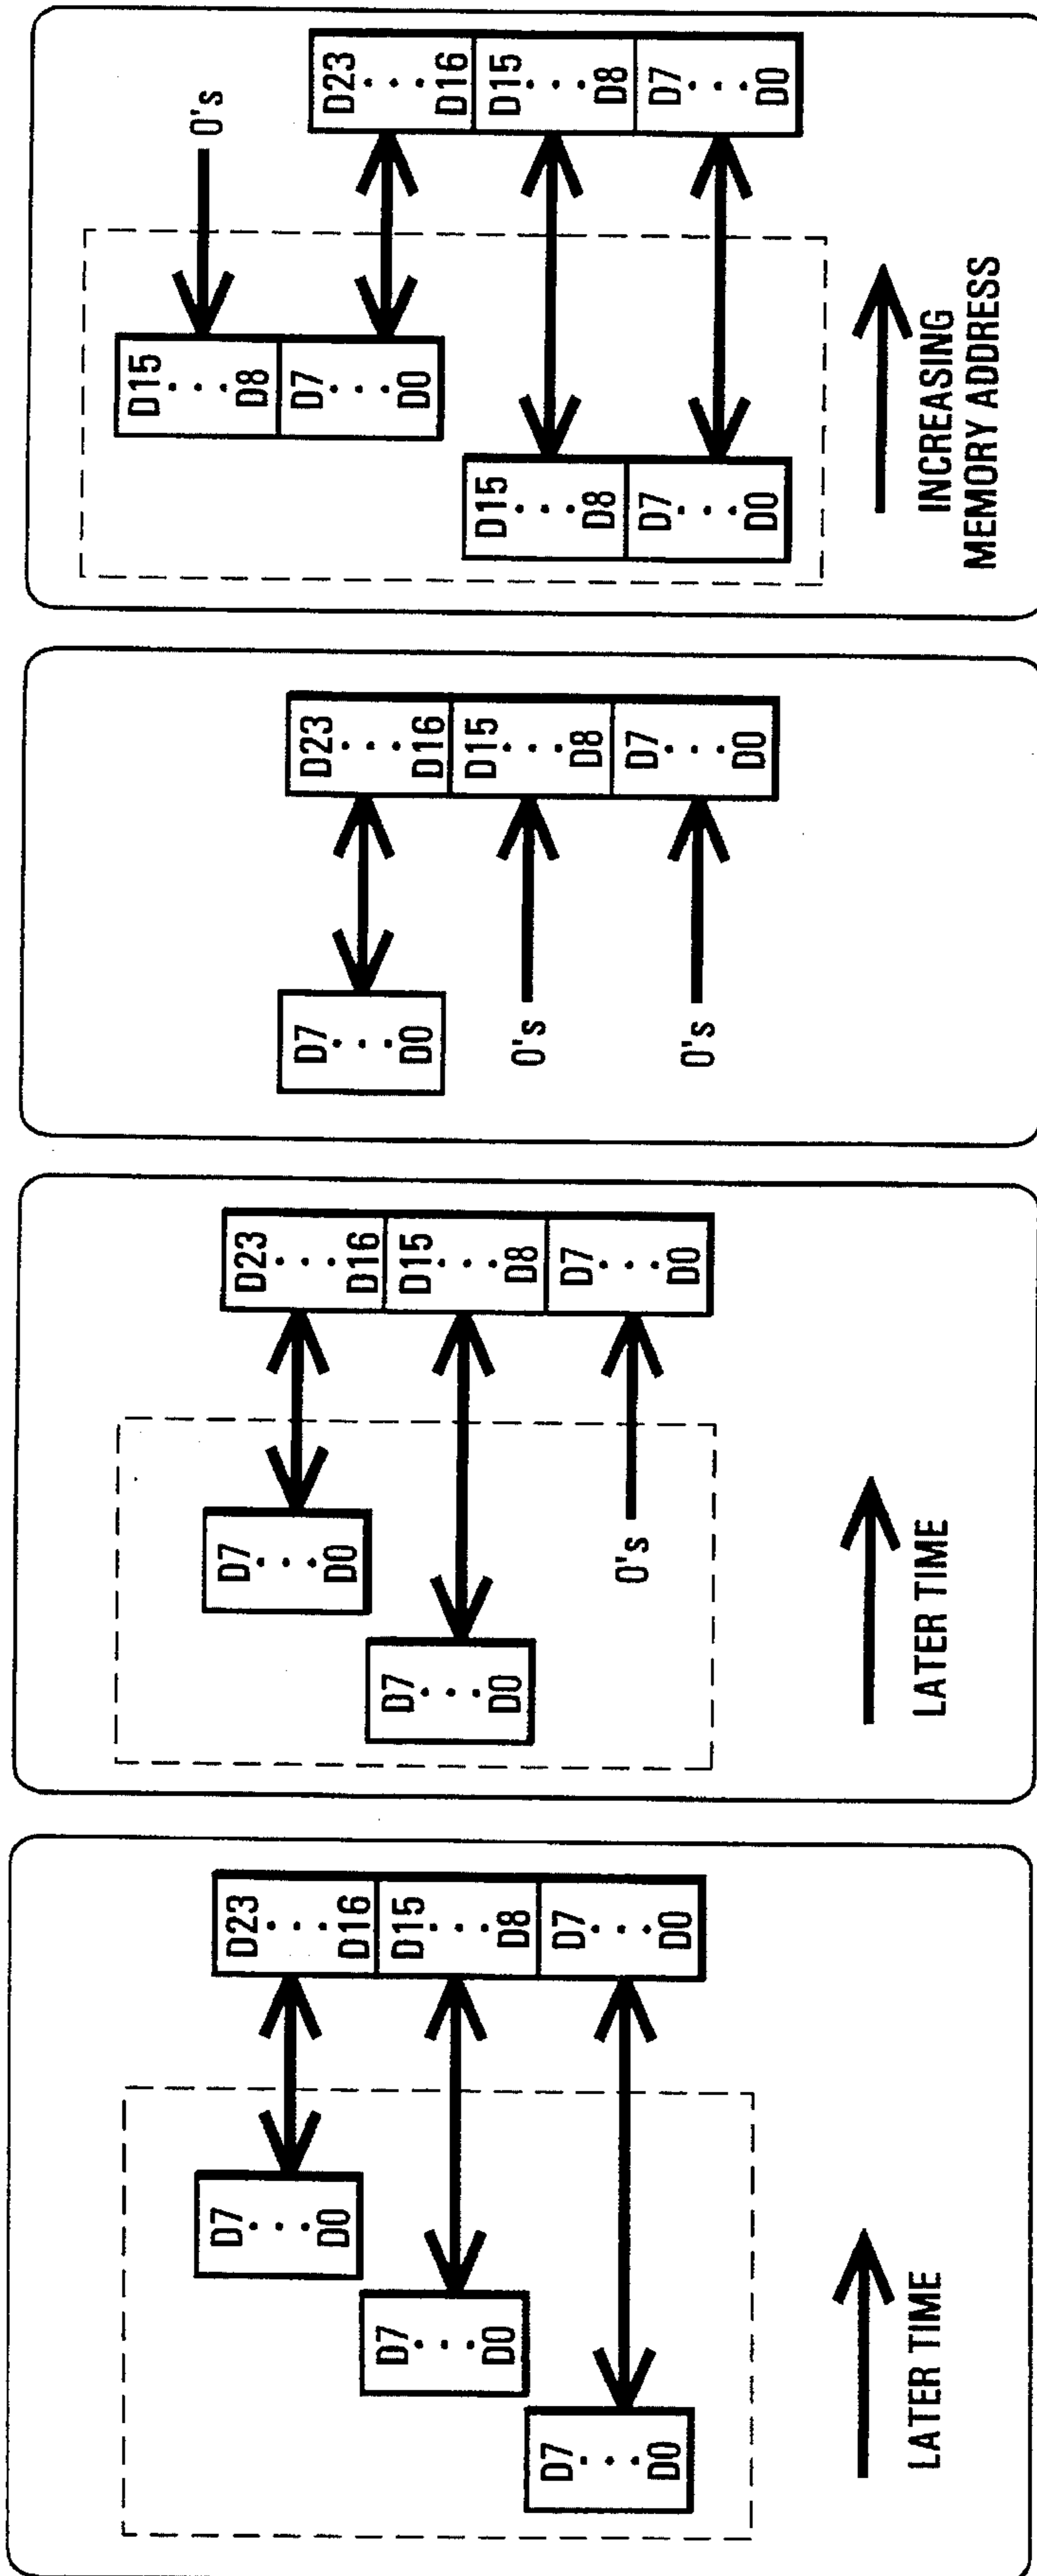 D7
· · ·
D0
D7
· · ·
D0
D7
· · ·
D0
D23
· · ·
D16
D15
· · ·
D8
D7
· · ·
D0
LATER TIME
D7
· · ·
D0
D7
· · ·
D0
0's
D23
· · ·
D16
D15
· · ·
D8
D7
· · ·
D0
LATER TIME
D7
· · ·
D0
0's
0's
D23
· · ·
D16
D15
· · ·
D8
D7
· · ·
D0
D15
· · ·
D8
D7
· · ·
D0
D15
· · ·
D8
D7
· · ·
D0
0's
D23
· · ·
D16
D15
· · ·
D8
D7
· · ·
D0
INCREASING
MEMORY ADDRESS